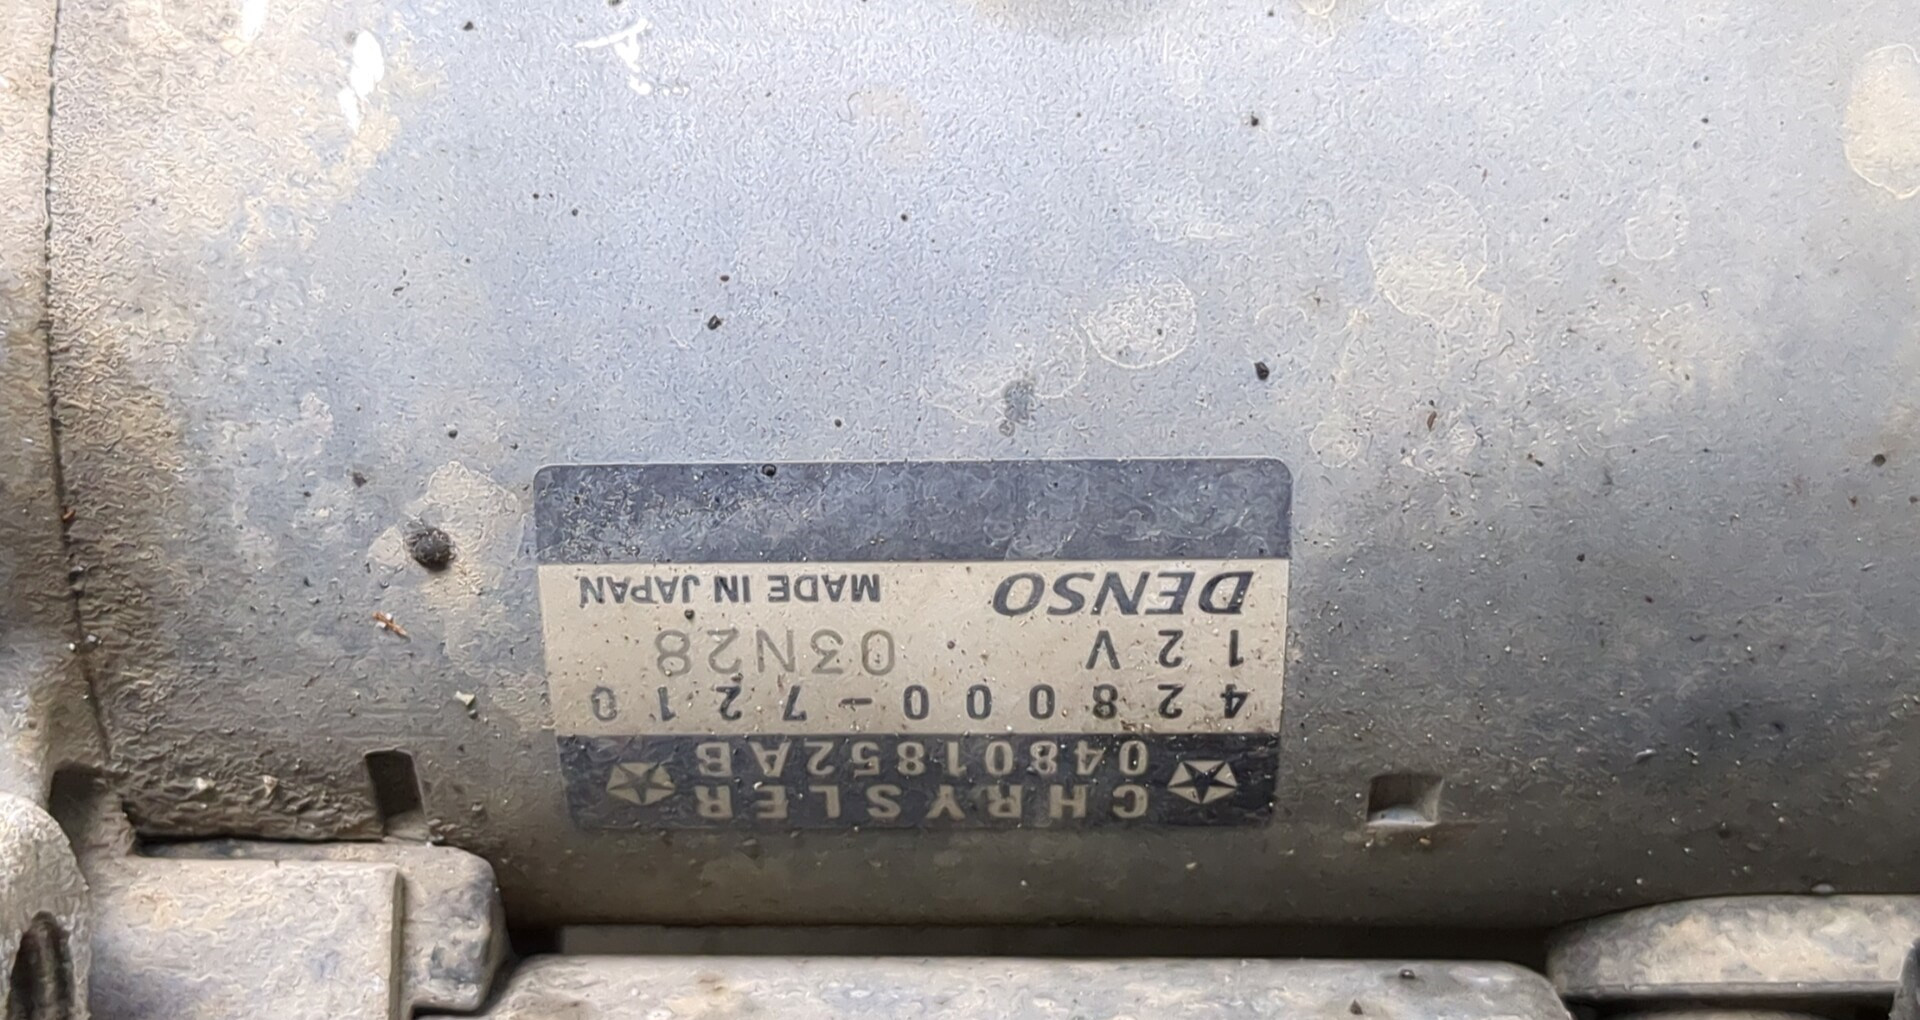 CHRYSLER
04801852AB
428000-7210
12V 03N28
DENSO MADE IN JAPAN